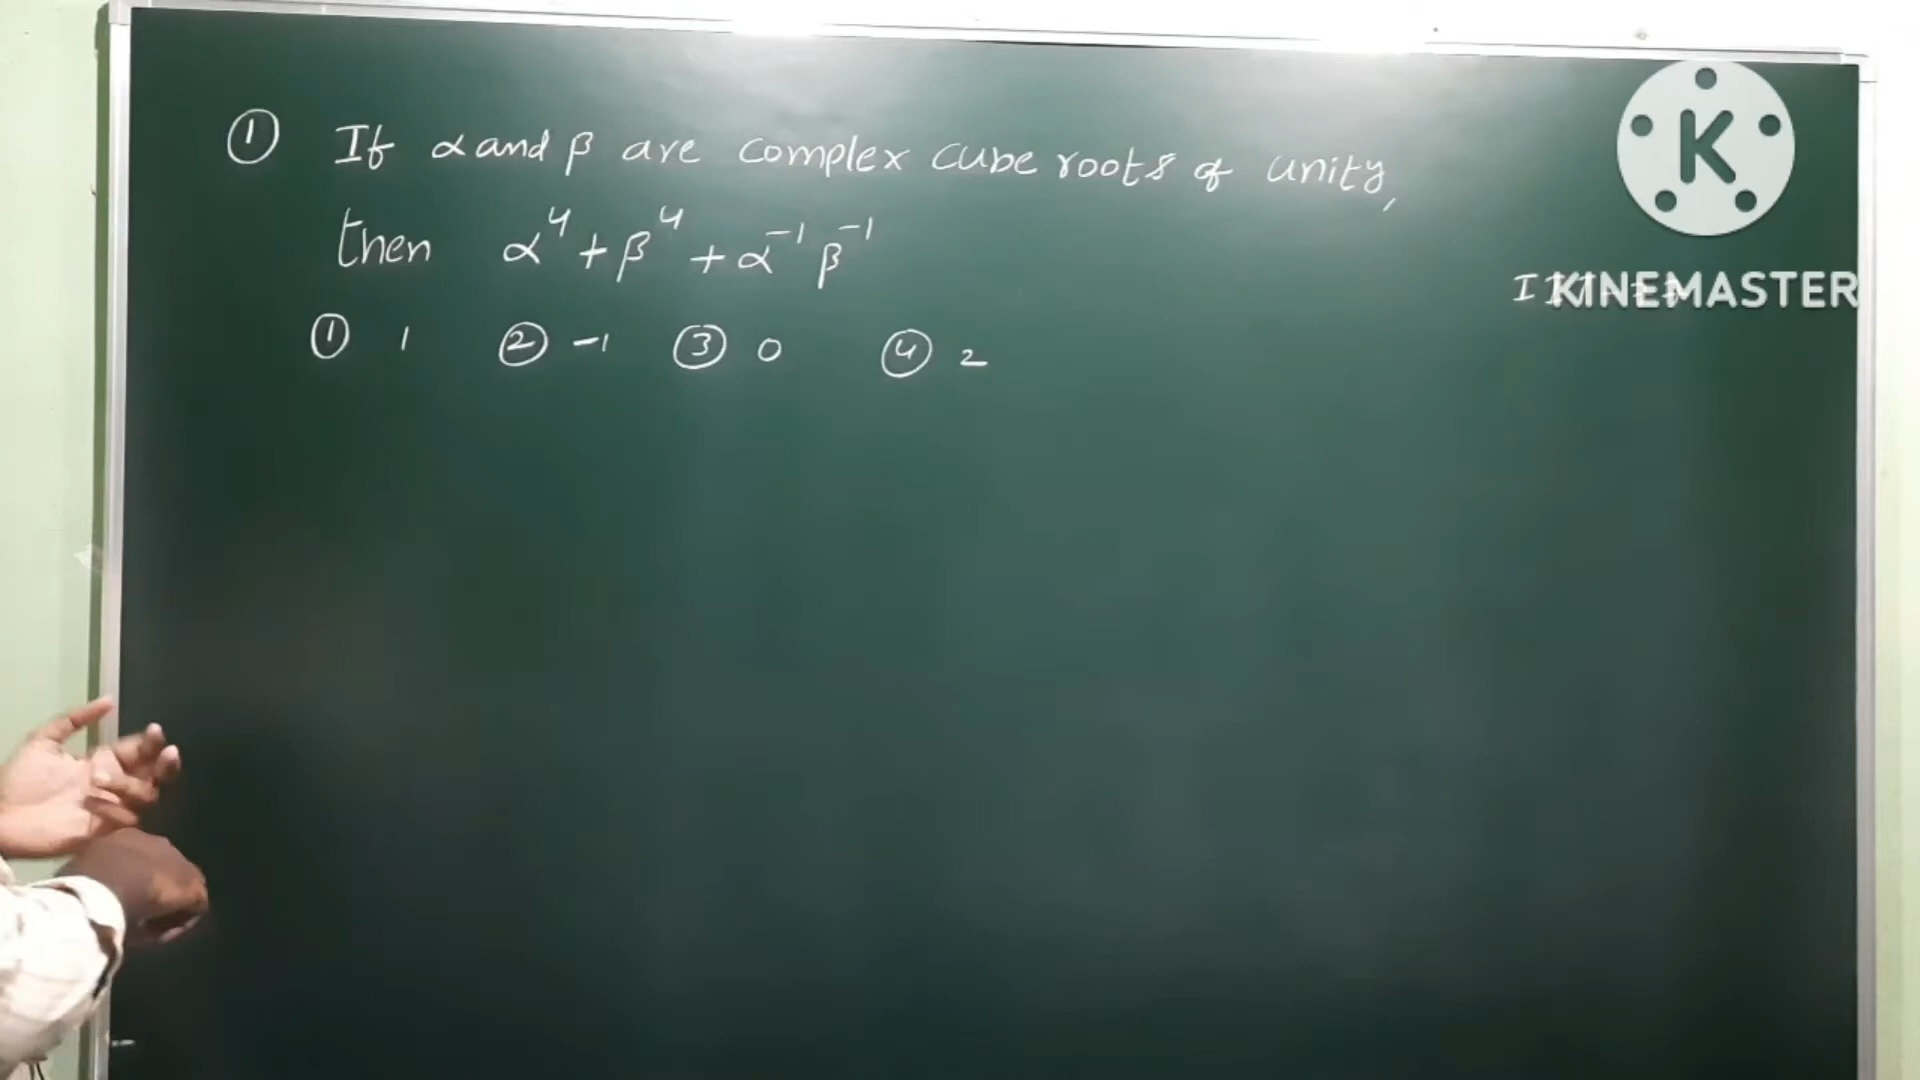 ① If α and β are complex cube roots of unity,
then α⁴ + β⁴ + α⁻¹ β⁻¹
① 1 ② -1 ③ 0 ④ 2
K
KINEMASTER